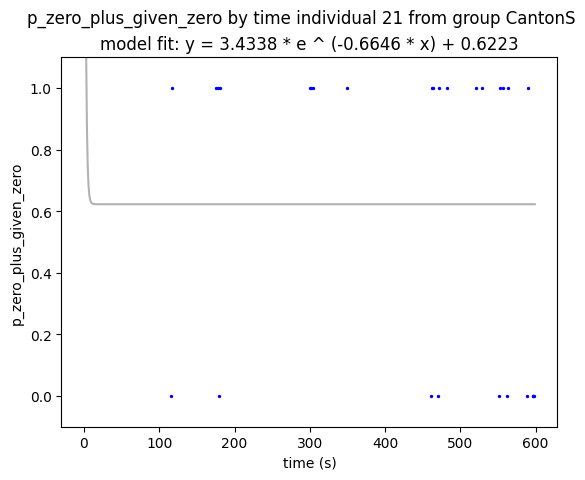 p_zero_plus_given_zero by time individual 21 from group CantonS
model fit: y = 3.4338 * e ^ (-0.6646 * x) + 0.6223
1.0
0.8
0.6
0.4
0.2
0.0
p_zero_plus_given_zero
0 100 200 300 400 500 600
time (s)